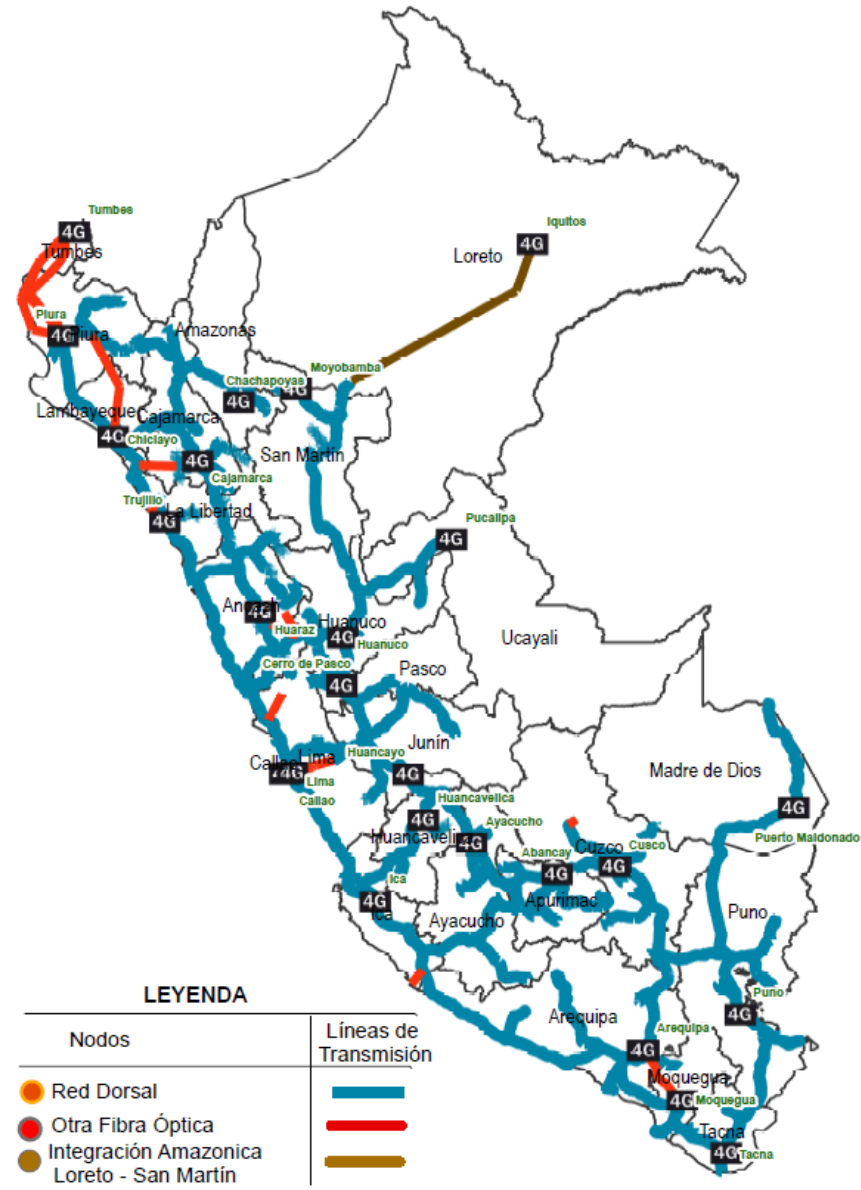 Tumbes
4G
Tumbes
Iquitos
4G
Loreto
Piura
4G
Piura
Amazonas
Moyobamba
Chachapoyas
4G
4G
Lambayeque
Cajamarca
4G
Chiclayo
San Martín
4G
Cajamarca
Trujillo
La Libertad
4G
Pucallpa
4G
Ancash
4G
Huanuco
Huaraz
4G
Huanuco
Ucayali
Cerro de Pasco
Pasco
4G
Junín
Huancayo
Callao
Lima
4G
Lima
4G
Madre de Dios
Callao
Huancavelica
4G
4G
Ayacucho
Huancaveli
4G
Puerto Maldonado
Cuzco
Cusco
Abancay
4G
4G
Ica
4G
Ica
Apurimac
Ayacucho
Puno
Puno
4G
Arequipa
Arequipa
4G
Moquegua
4G
Moquegua
Tacna
4G
Tacna
LEYENDA
Nodos
Líneas de
Transmisión
Red Dorsal
Otra Fibra Óptica
Integración Amazonica
Loreto - San Martín